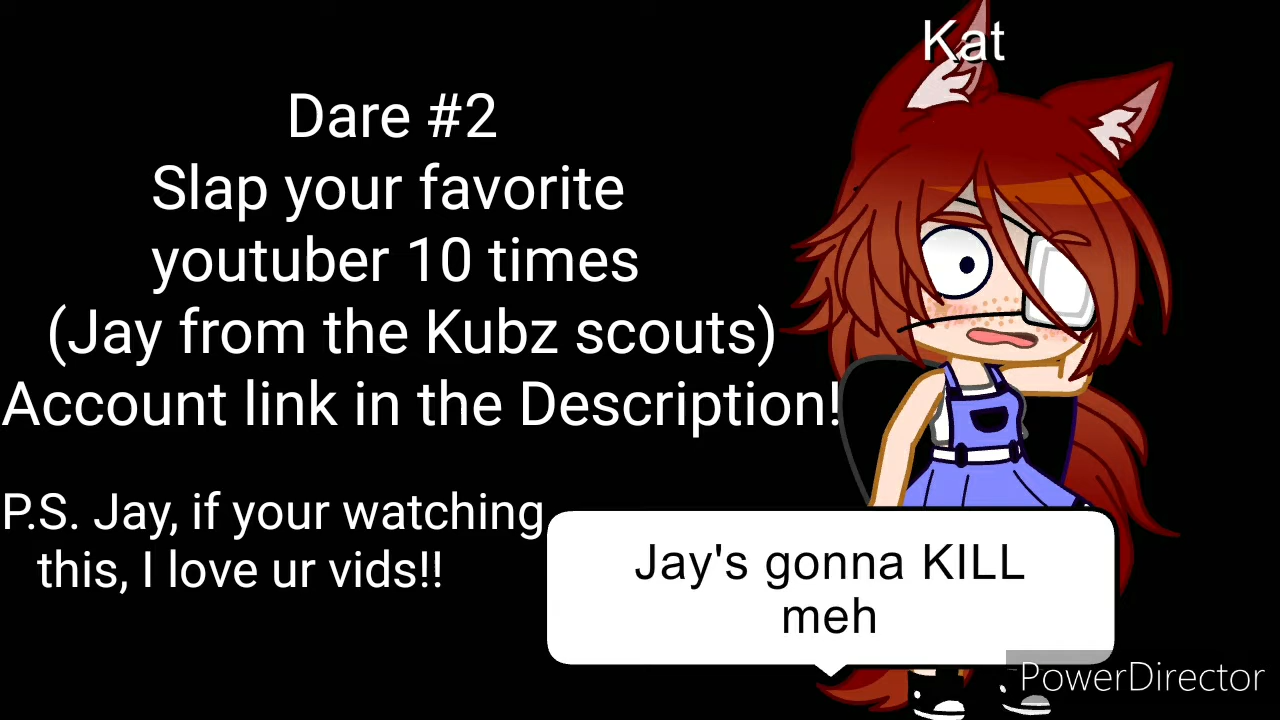 Kat
Dare #2
Slap your favorite
youtuber 10 times
(Jay from the Kubz scouts)
Account link in the Description!
P.S. Jay, if your watching
this, I love ur vids!!
Jay's gonna KILL
meh
PowerDirector